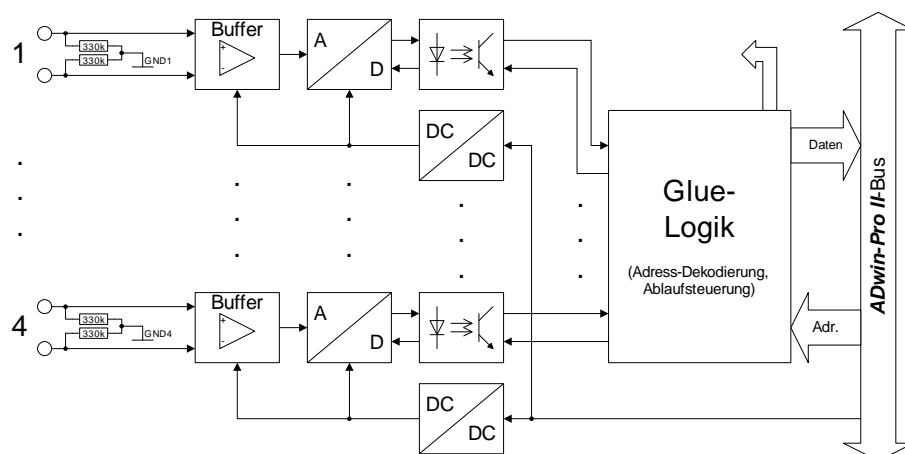 1
330k
330k
GND1
Buffer
+
-
A
D
DC
DC
Glue-
Logik
(Adress-Dekodierung,
Ablaufsteuerung)
Daten
Adr.
ADwin-Pro II-Bus
4
330k
330k
GND4
Buffer
+
-
A
D
DC
DC